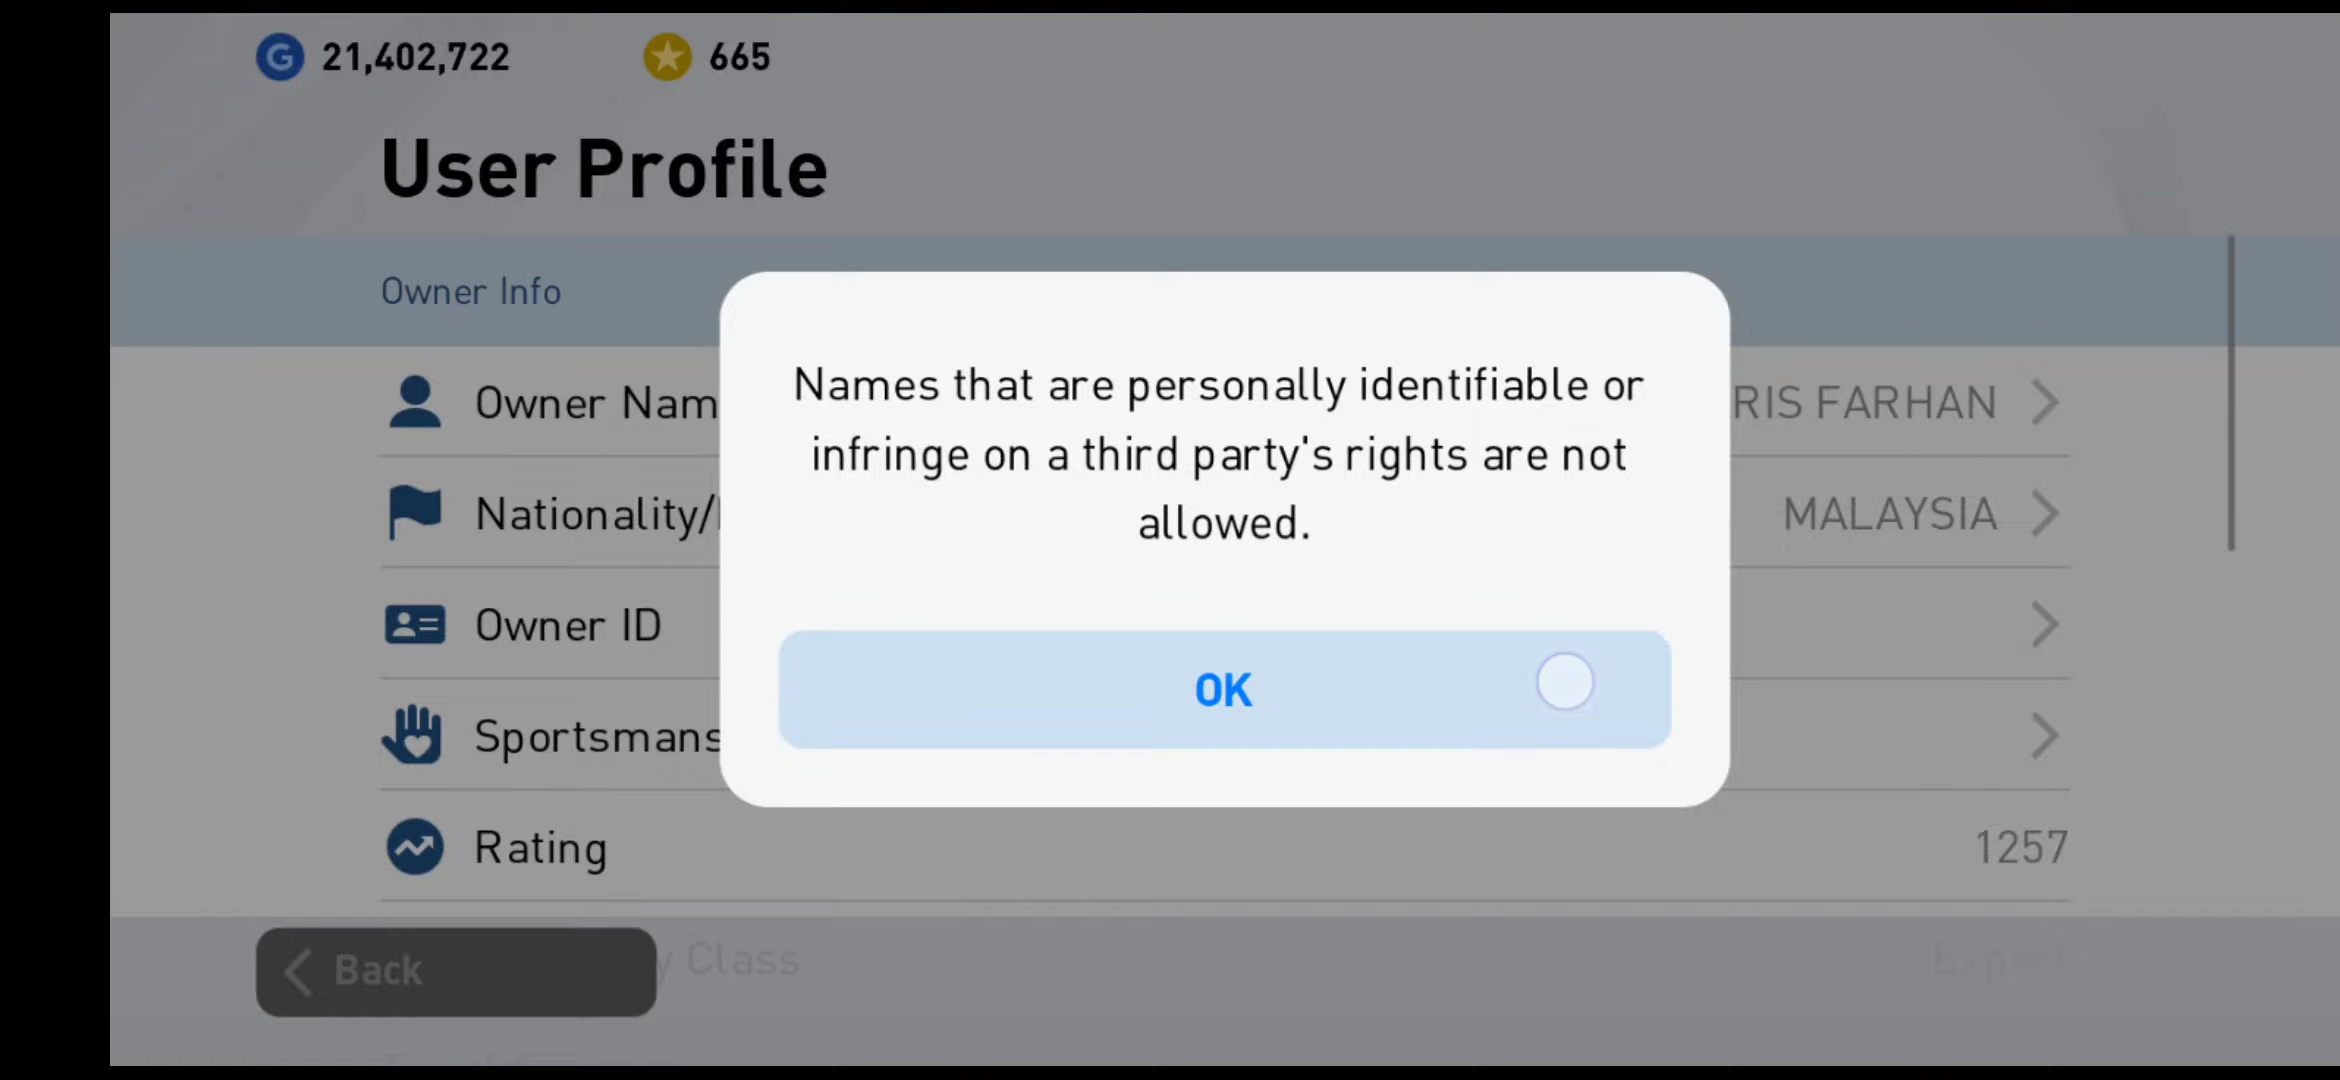 G 21,402,722 665
User Profile
Owner Info
Names that are personally identifiable or
infringe on a third party's rights are not
allowed.
OK
Owner Nam RIS FARHAN
Nationality/ MALAYSIA
Owner ID
Sportsmans
Rating 1257
Back
y Class Expert